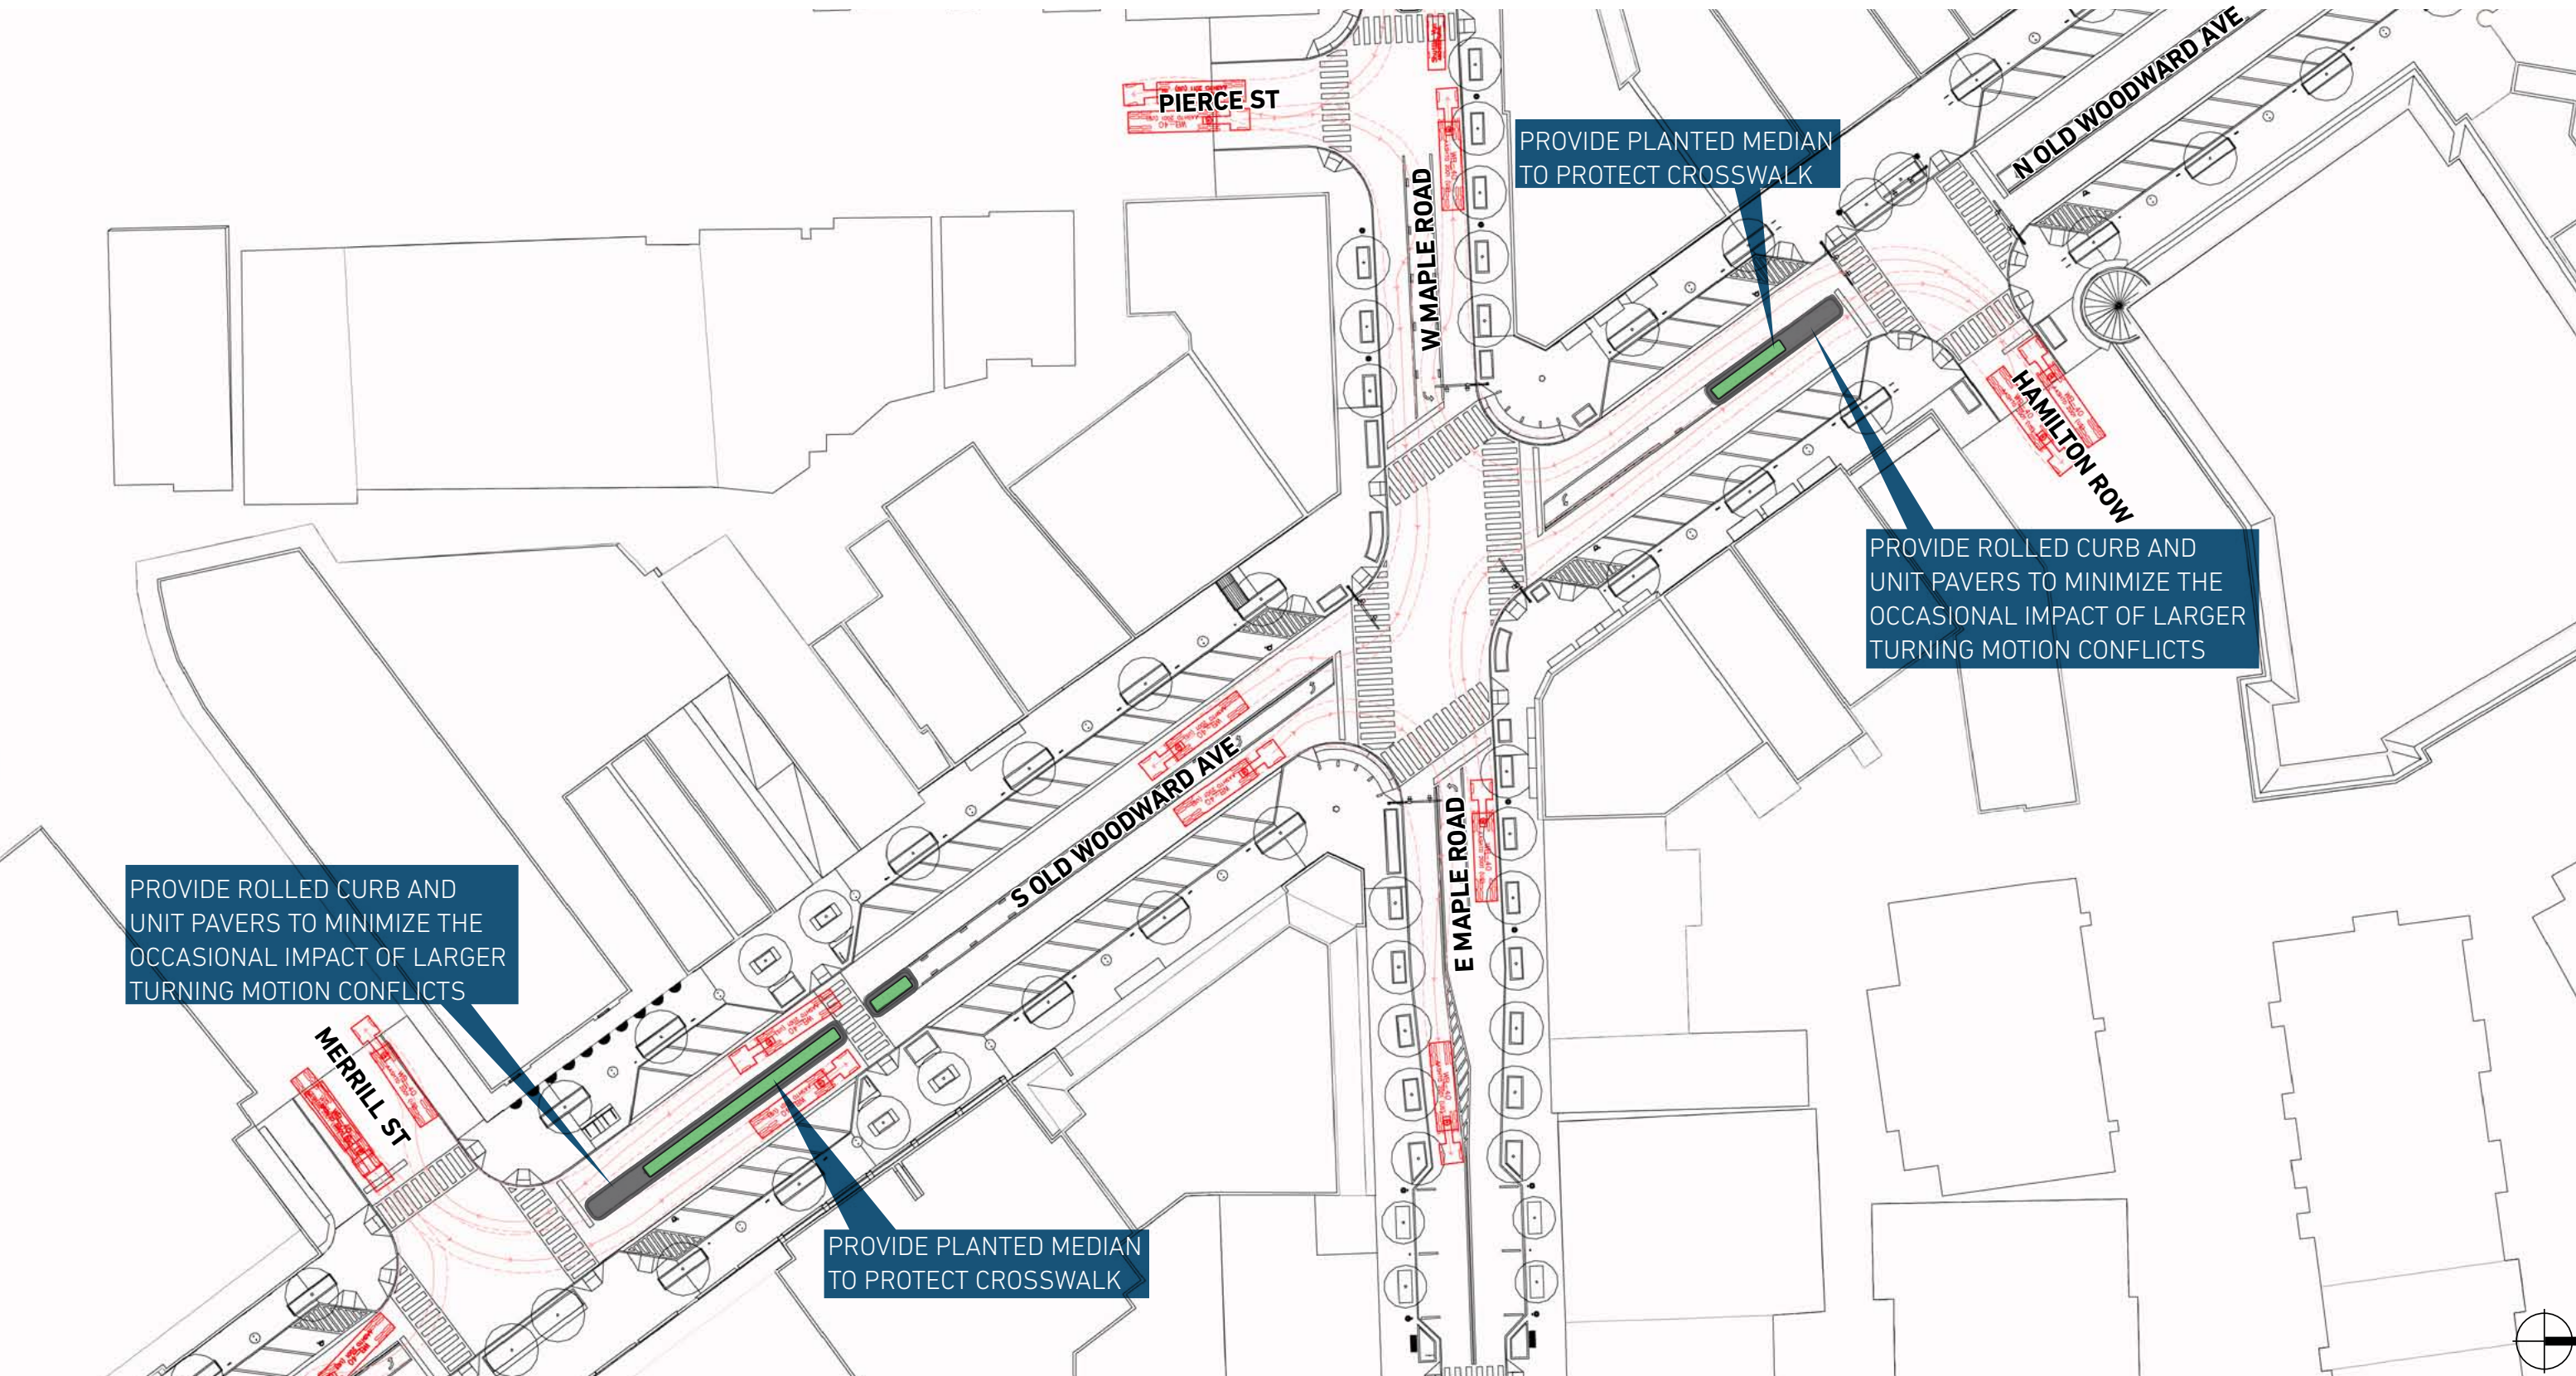 PIERCE ST
W MAPLE ROAD
N OLD WOODWARD AVE
PROVIDE PLANTED MEDIAN
TO PROTECT CROSSWALK
HAMILTON ROW
PROVIDE ROLLED CURB AND
UNIT PAVERS TO MINIMIZE THE
OCCASIONAL IMPACT OF LARGER
TURNING MOTION CONFLICTS
S OLD WOODWARD AVE
E MAPLE ROAD
PROVIDE ROLLED CURB AND
UNIT PAVERS TO MINIMIZE THE
OCCASIONAL IMPACT OF LARGER
TURNING MOTION CONFLICTS
MERRILL ST
PROVIDE PLANTED MEDIAN
TO PROTECT CROSSWALK